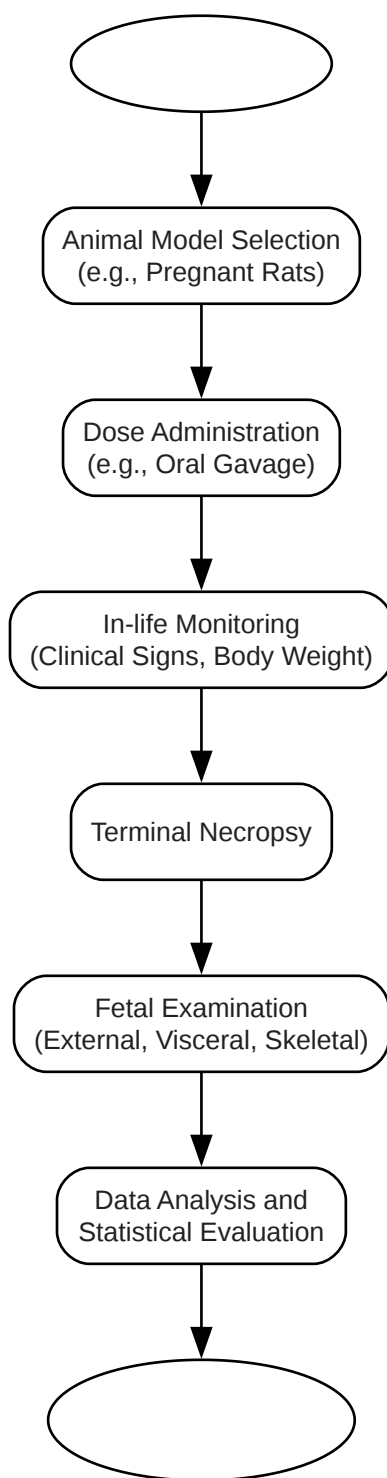 Animal Model Selection
(e.g., Pregnant Rats)
Dose Administration
(e.g., Oral Gavage)
In-life Monitoring
(Clinical Signs, Body Weight)
Terminal Necropsy
Fetal Examination
(External, Visceral, Skeletal)
Data Analysis and
Statistical Evaluation